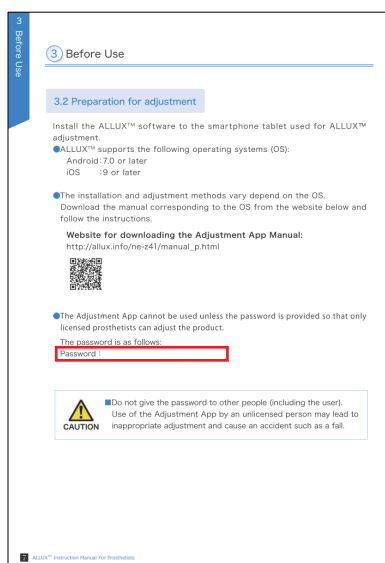 3
Before Use
3 Before Use
3.2 Preparation for adjustment
Install the ALLUX™ software to the smartphone tablet used for ALLUX™
adjustment.
●ALLUX™ supports the following operating systems (OS):
Android:7.0 or later
iOS :9 or later
●The installation and adjustment methods vary depend on the OS.
Download the manual corresponding to the OS from the website below and
follow the instructions.
Website for downloading the Adjustment App Manual:
http://allux.info/ne-z41/manual_p.html
●The Adjustment App cannot be used unless the password is provided so that only
licensed prosthetists can adjust the product.
The password is as follows:
Password :
CAUTION
■Do not give the password to other people (including the user).
Use of the Adjustment App by an unlicensed person may lead to
inappropriate adjustment and cause an accident such as a fall.
7 ALLUX™ Instruction Manual For Prosthetists